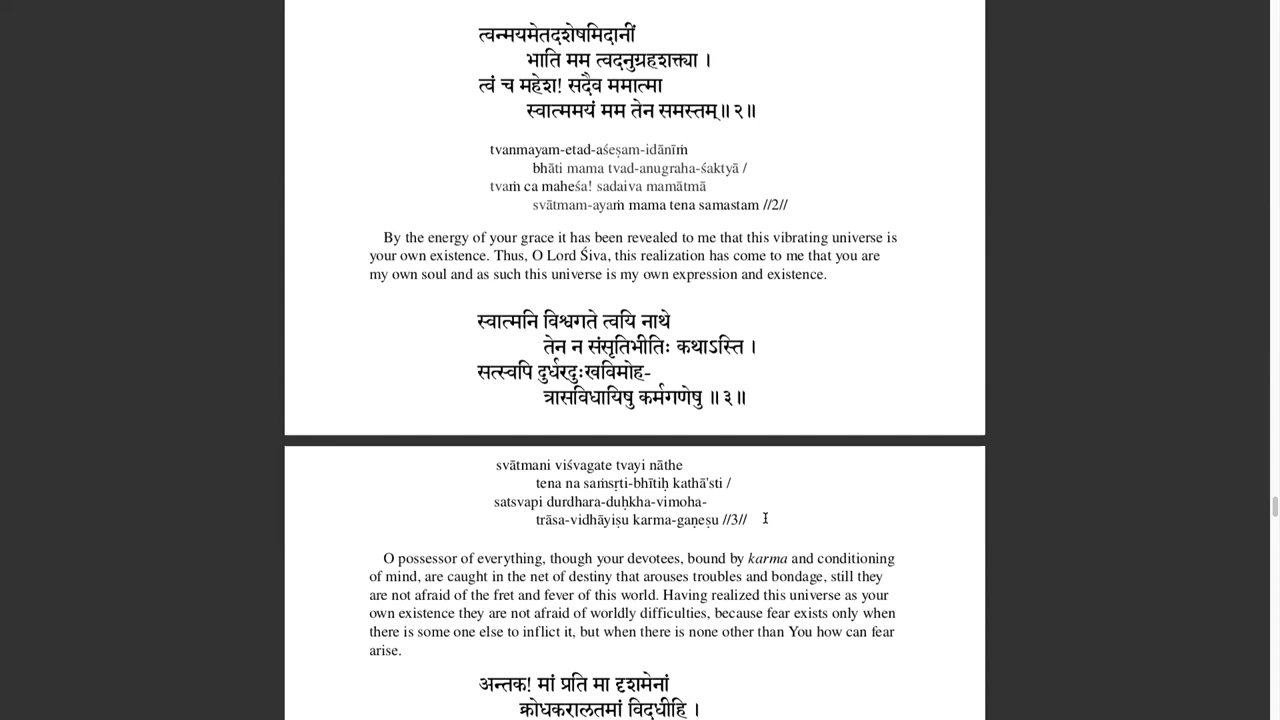 त्वन्मयमेतदशेषमिदानीं
भाति मम त्वदनुग्रहशक्त्या ।
त्वं च महेश! सदैव ममात्मा
स्वात्ममयं मम तेन समस्तम्॥२॥
tvanmayam-etad-aśeṣam-idānīṁ
bhāti mama tvad-anugraha-śaktyā /
tvaṁ ca maheśa! sadaiva mamātmā
svātmam-ayaṁ mama tena samastam //2//
By the energy of your grace it has been revealed to me that this vibrating universe is
your own existence. Thus, O Lord Śiva, this realization has come to me that you are
my own soul and as such this universe is my own expression and existence.
स्वात्मनि विश्वगते त्वयि नाथे
तेन न संसृतिभीतिः कथाऽस्ति ।
सत्स्वपि दुर्धरदुःखविमोह-
त्रासविधायिषु कर्मगणेषु ॥३॥
svātmani viśvagate tvayi nāthe
tena na saṁsṛti-bhītiḥ kathā'sti /
satsvapi durdhara-duḥkha-vimoha-
trāsa-vidhāyiṣu karma-gaṇeṣu //3//
O possessor of everything, though your devotees, bound by karma and conditioning
of mind, are caught in the net of destiny that arouses troubles and bondage, still they
are not afraid of the fret and fever of this world. Having realized this universe as your
own existence they are not afraid of worldly difficulties, because fear exists only when
there is some one else to inflict it, but when there is none other than You how can fear
arise.
अन्तक! मां प्रति मा दृशमेनां
क्रोधकरालतमां विदधीहि ।